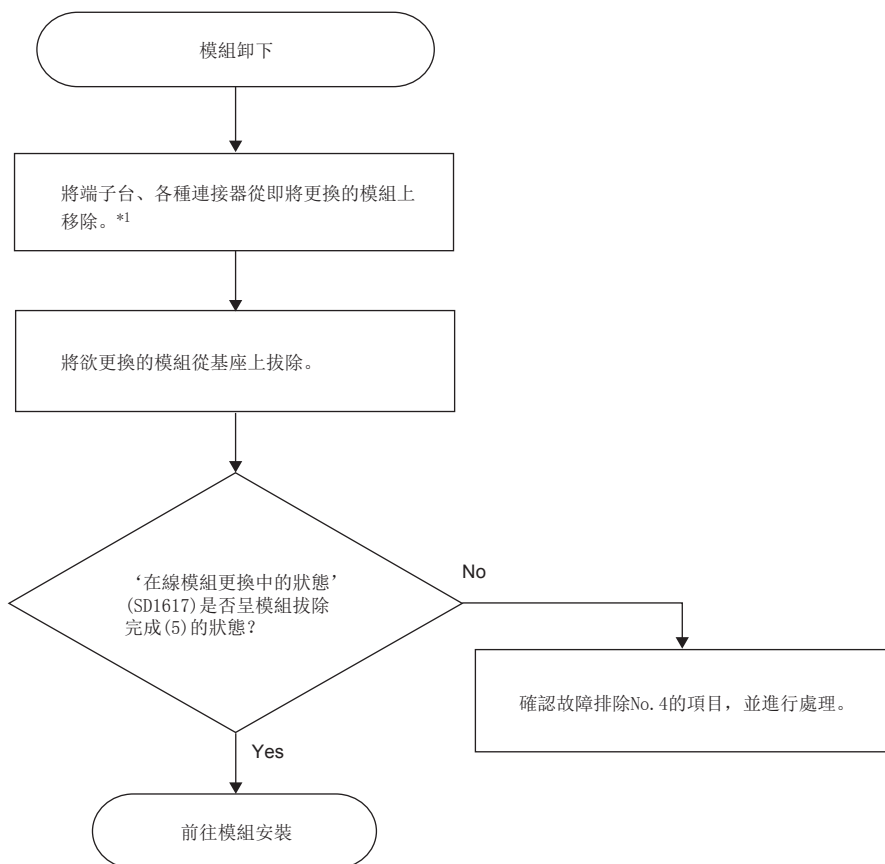 模組卸下
將端子台、各種連接器從即將更換的模組上
移除。*1
將欲更換的模組從基座上拔除。
‘在線模組更換中的狀態’
(SD1617)是否呈模組拔除
完成(5)的狀態?
No
確認故障排除No.4的項目，並進行處理。
Yes
前往模組安裝